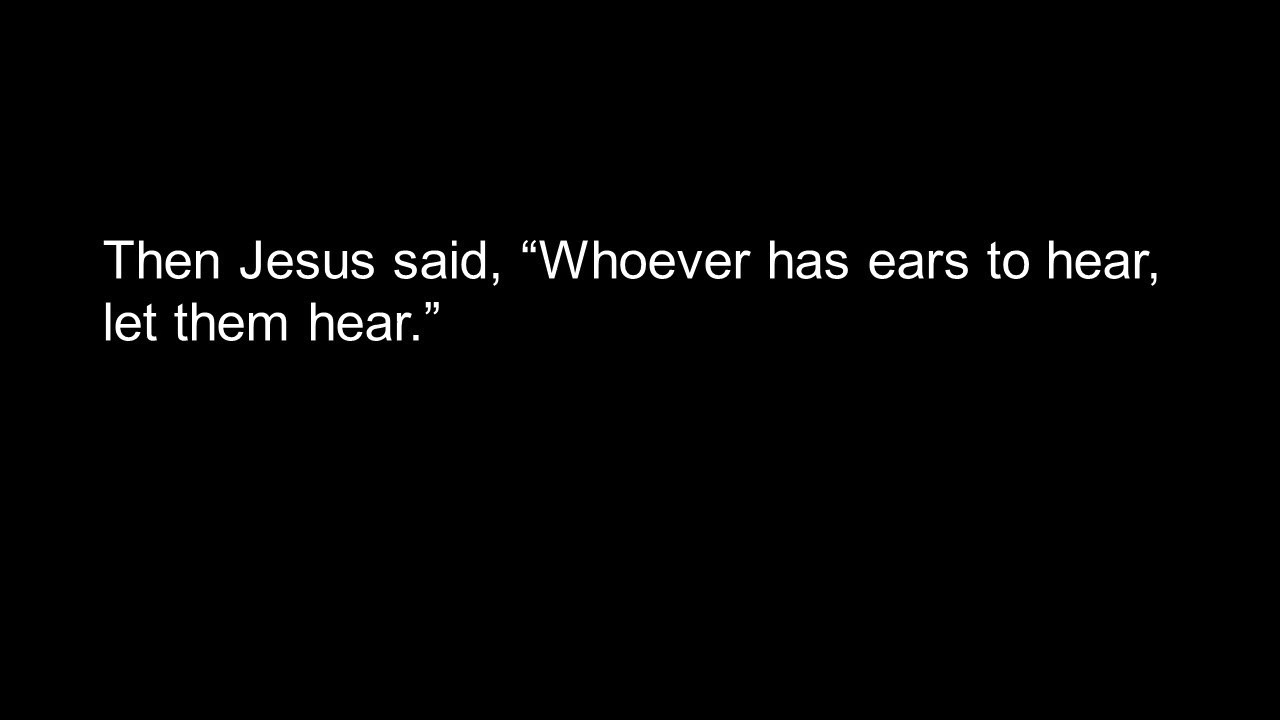 Then Jesus said, “Whoever has ears to hear,
let them hear.”